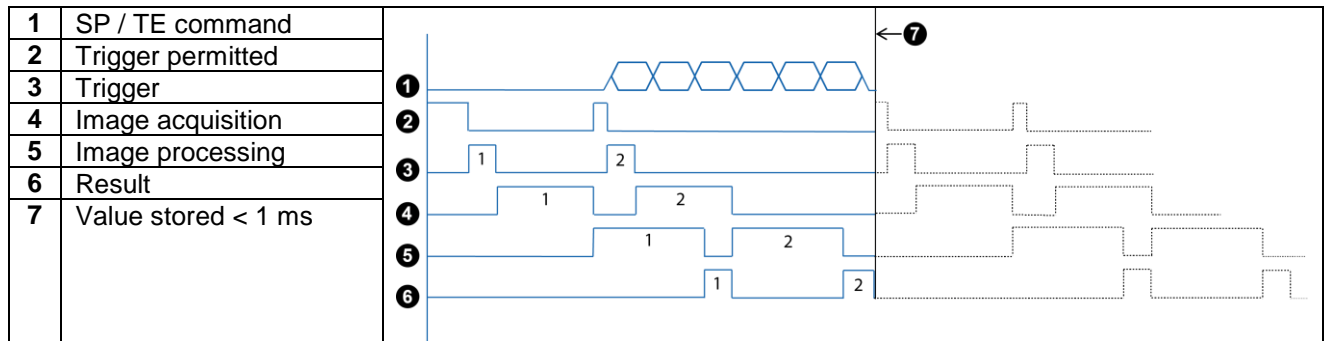 1 SP / TE command
2 Trigger permitted
3 Trigger
4 Image acquisition
5 Image processing
6 Result
7 Value stored < 1 ms
7
1
2
3 1 2
4 1 2
5 1 2
6 1 2